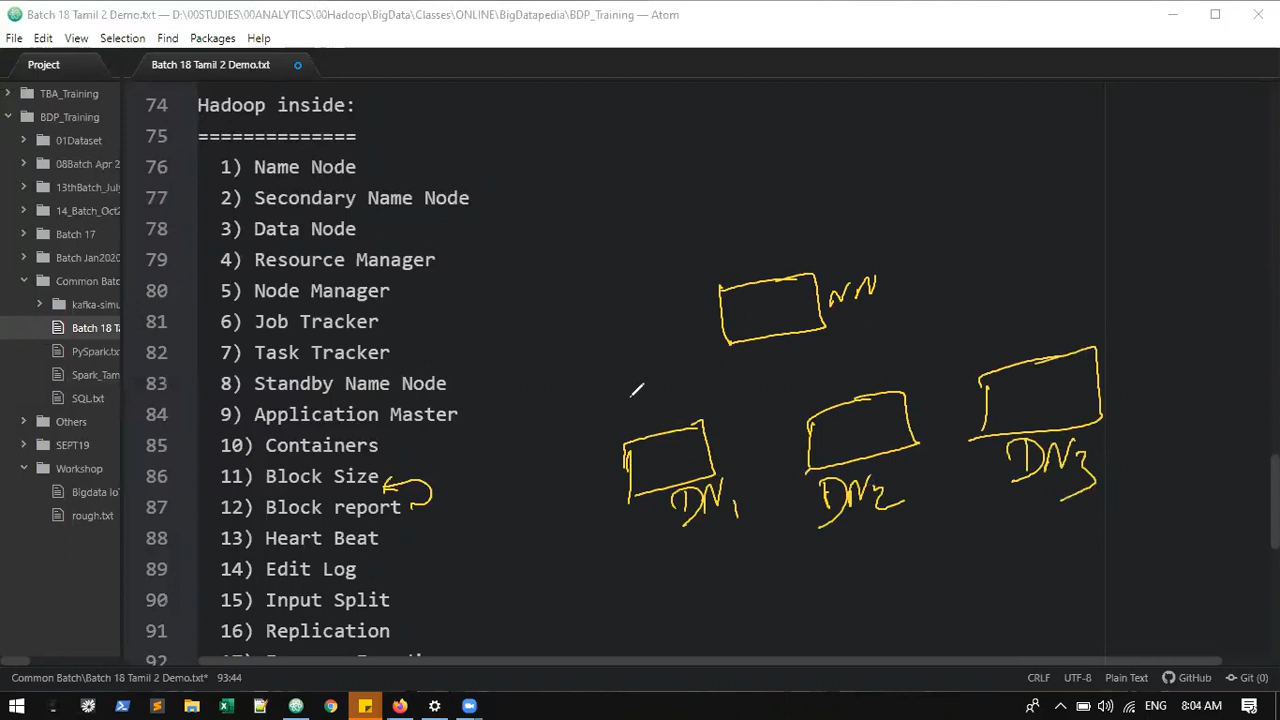 Batch 18 Tamil 2 Demo.txt — D:\00STUDIES\00ANALYTICS\00Hadoop\BigData\Classes\ONLINE\BigDatapedia\BDP_Training — Atom
File Edit View Selection Find Packages Help
Project
Batch 18 Tamil 2 Demo.txt
TBA_Training
BDP_Training
01Dataset
08Batch Apr 2
13thBatch_July
14_Batch_Oct2
Batch 17
Batch Jan2020
Common Batc
kafka-simu
Batch 18 Ta
PySpark.txt
Spark_Tam
SQL.txt
Others
SEPT19
Workshop
Bigdata Io
rough.txt
74 Hadoop inside:
75 ==============
76 1) Name Node
77 2) Secondary Name Node
78 3) Data Node
79 4) Resource Manager
80 5) Node Manager
81 6) Job Tracker
82 7) Task Tracker
83 8) Standby Name Node
84 9) Application Master
85 10) Containers
86 11) Block Size
87 12) Block report
88 13) Heart Beat
89 14) Edit Log
90 15) Input Split
91 16) Replication
92
NN
DN1
DN2
DN3
Common Batch\Batch 18 Tamil 2 Demo.txt* 93:44 CRLF UTF-8 Plain Text GitHub Git (0)
ENG 8:04 AM